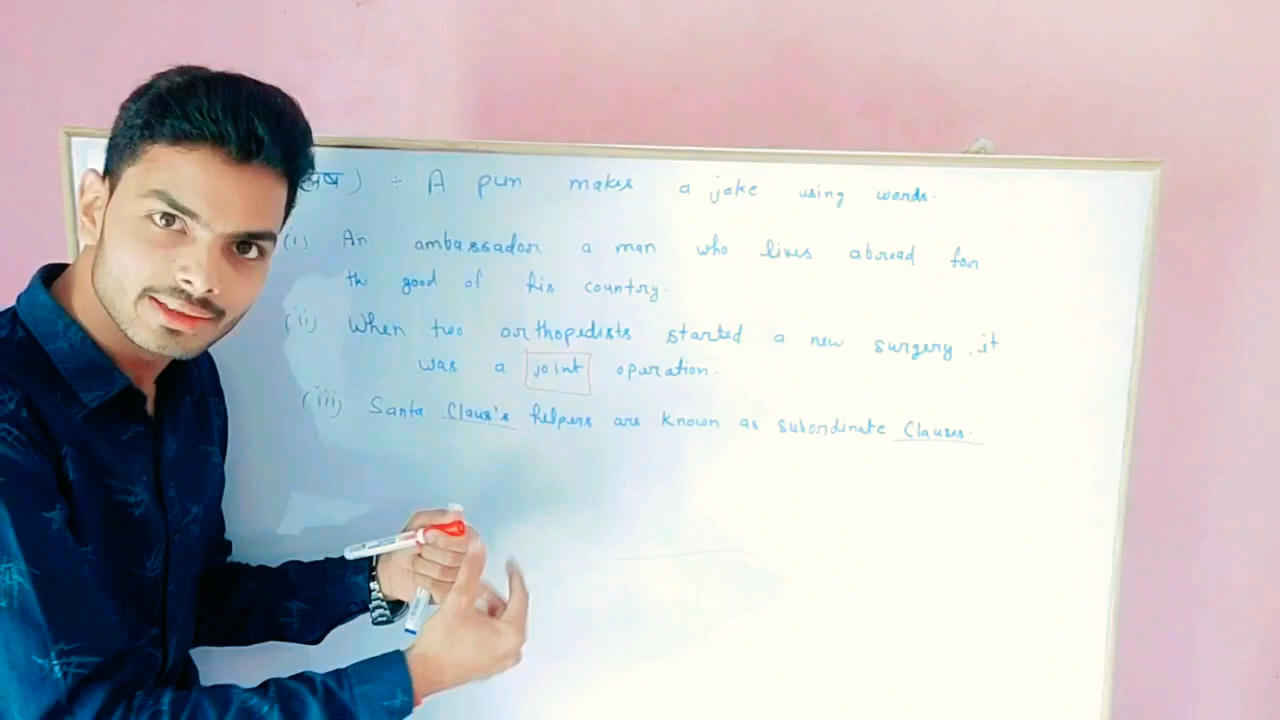 ) ÷ A pun makes a joke using words.
(i) An ambassador a man who lives abroad for
the good of his country.
(ii) When two orthopedists started a new surgery, it
was a joint operation.
(iii) Santa Claus's helpers are known as subordinate Clauses.